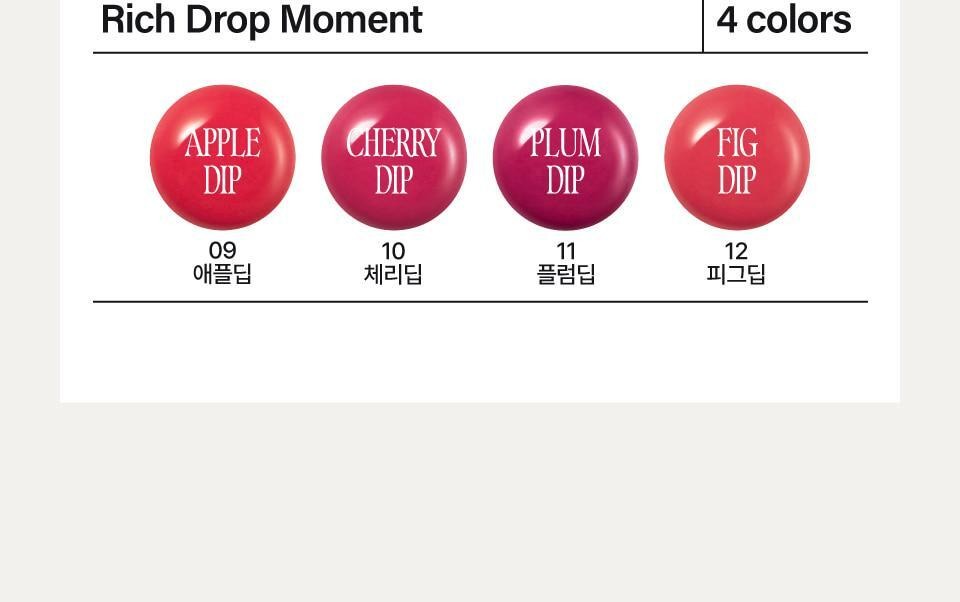 Rich Drop Moment
4 colors
APPLE
DIP
CHERRY
DIP
PLUM
DIP
FIG
DIP
09
애플딥
10
체리딥
11
플럼딥
12
피그딥